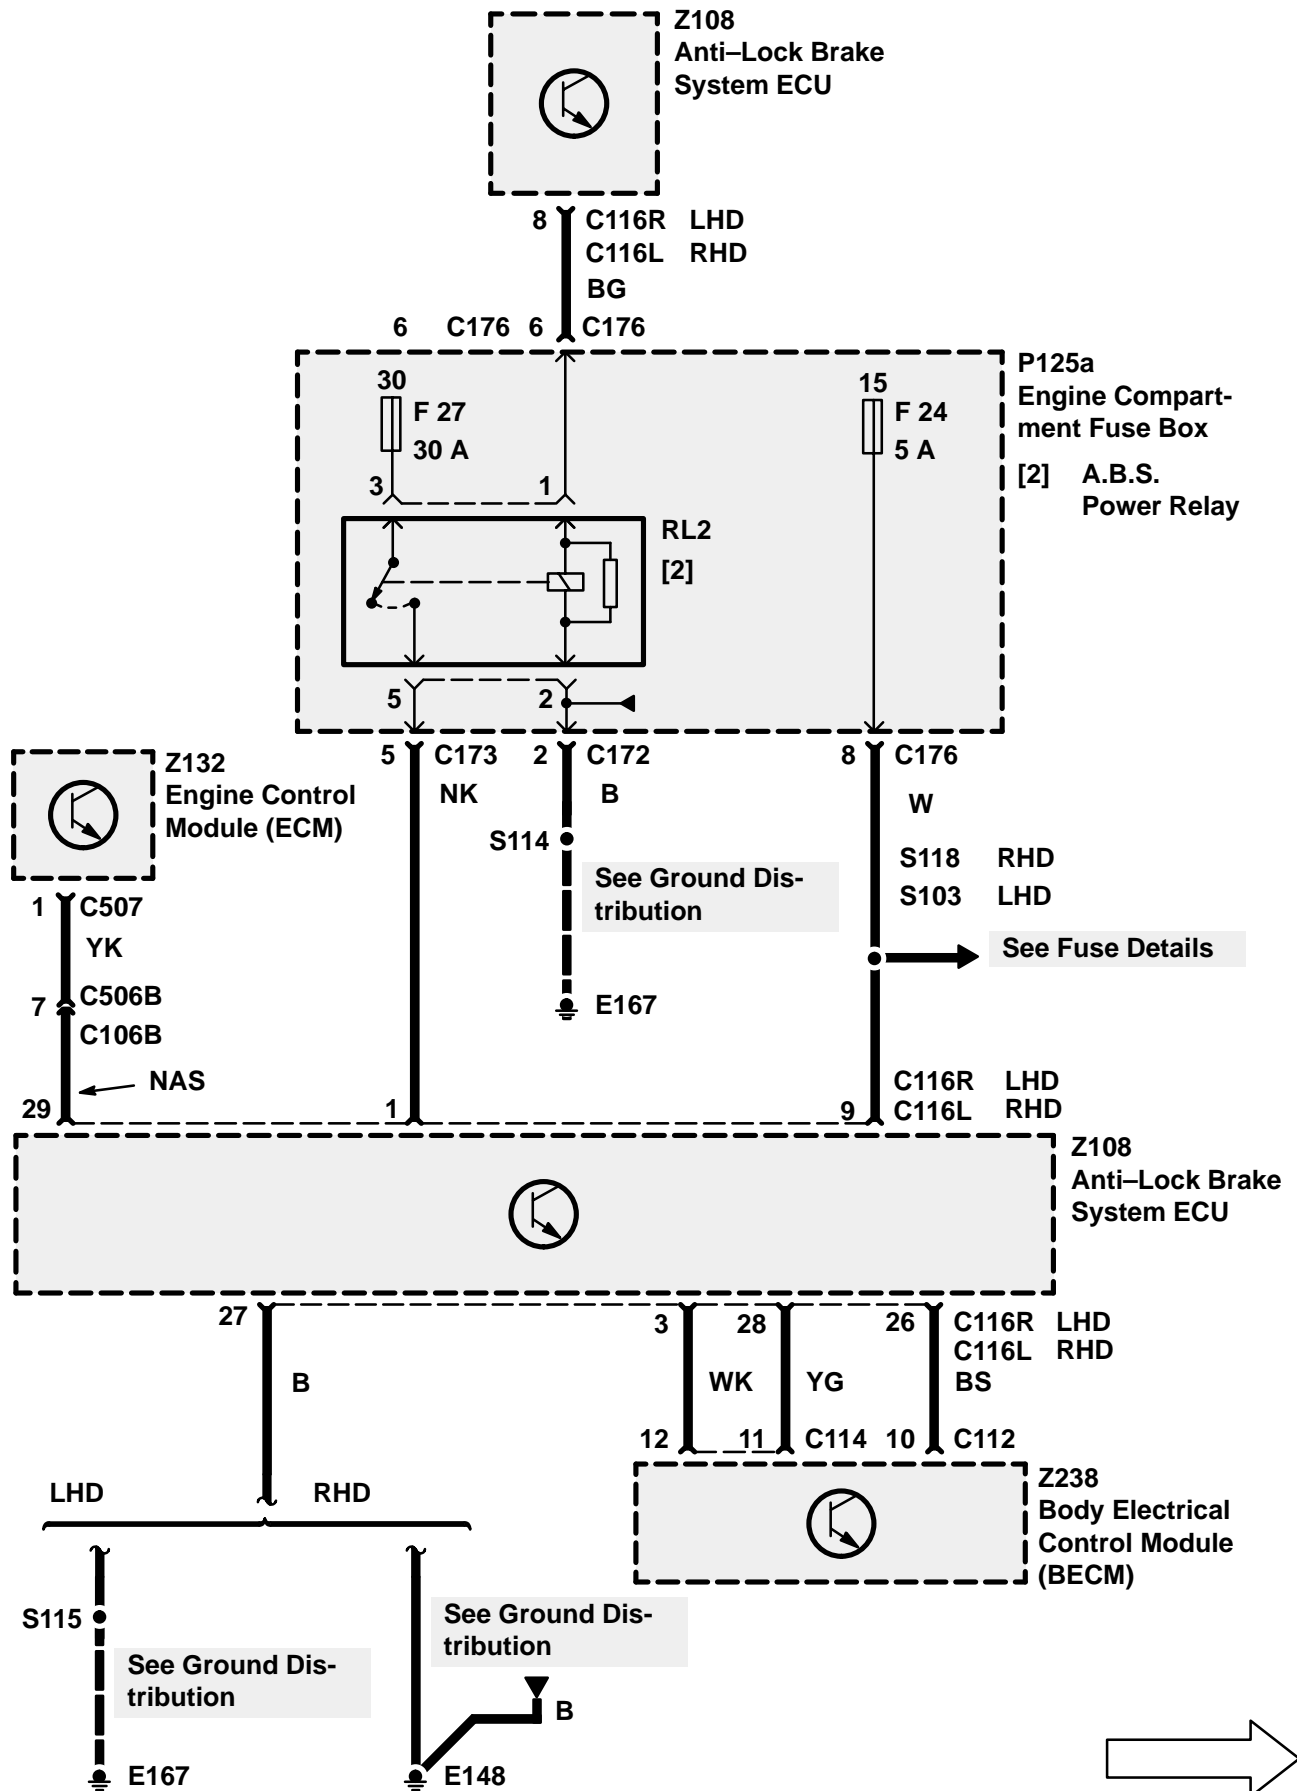 Z108
Anti–Lock Brake
System ECU
8 C116R LHD
C116L RHD
BG
6 C176 6 C176
P125a
Engine Compart-
ment Fuse Box
[2] A.B.S.
Power Relay
30
F 27
30 A
15
F 24
5 A
3 1
RL2
[2]
5 2
5 C173 2 C172 8 C176
NK B W
Z132
Engine Control
Module (ECM)
S114
S118 RHD
S103 LHD
See Ground Dis-
tribution
See Fuse Details
1 C507
YK
7 C506B
C106B
E167
NAS
C116R LHD
C116L RHD
29 1 9
Z108
Anti–Lock Brake
System ECU
27 3 28 26 C116R LHD
C116L RHD
B WK YG BS
12 11 C114 10 C112
Z238
Body Electrical
Control Module
(BECM)
LHD RHD
S115
See Ground Dis-
tribution
See Ground Dis-
tribution
B
E167 E148